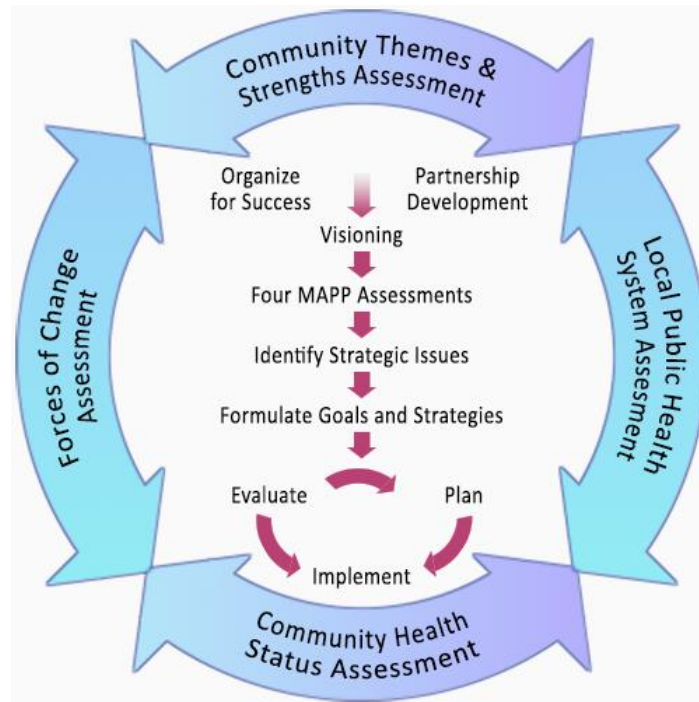 Community Themes &
Strengths Assessment
Organize
for Success
Partnership
Development
Visioning
Four MAPP Assessments
Identify Strategic Issues
Formulate Goals and Strategies
Evaluate
Plan
Implement
Forces of Change
Assessment
Local Public Health
System Assesment
Community Health
Status Assessment